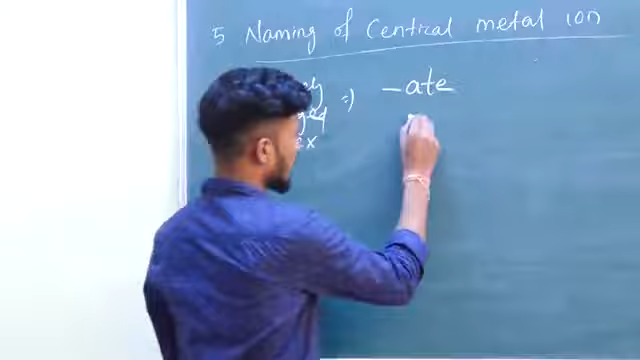 5 Naming of Central metal ion
⇒ -ate